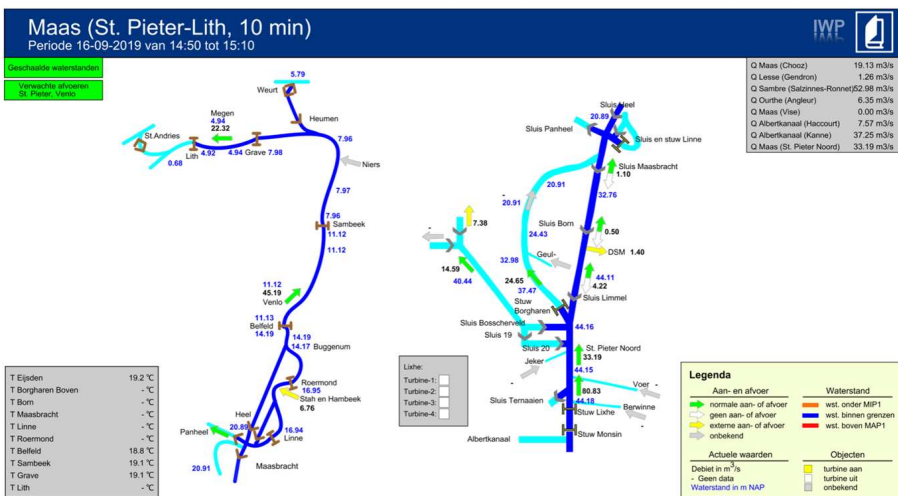 Maas (St. Pieter-Lith, 10 min)
Periode 16-09-2019 van 14:50 tot 15:10
IWP
Geschaalde waterstanden
Verwachte afvoeren
St. Pieter, Venlo
Q Maas (Chooz) 19.13 m3/s
Q Lesse (Gendron) 1.26 m3/s
Q Sambre (Salzinnes-Ronnet) 52.98 m3/s
Q Ourthe (Angleur) 6.35 m3/s
Q Maas (Vise) 0.00 m3/s
Q Albertkanaal (Haccourt) 7.57 m3/s
Q Albertkanaal (Kanne) 37.25 m3/s
Q Maas (St. Pieter Noord) 33.19 m3/s
5.79
Weurt
Heumen
Megen
4.94
22.32
St.Andries
Lith
0.68
4.92
4.94
Grave
7.98
7.96
Niers
7.97
7.96
Sambeek
11.12
11.12
11.12
45.19
Venlo
11.13
Belfeld
14.19
14.19
14.17
Buggenum
Roermond
16.95
Stah en Hambeek
6.76
Heel
20.89
16.94
Linne
Panheel
Maasbracht
20.91
Sluis Heel
20.89
Sluis Panheel
Sluis en stuw Linne
Sluis Maasbracht
1.10
20.91
32.76
-
20.91
7.38
-
Sluis Born
24.43
0.50
DSM 1.40
Geul-
32.98
14.59
40.44
24.65
37.47
44.11
4.22
Stuw
Borgharen
Sluis Limmel
Sluis Bosscherveld
Sluis 19
44.16
Sluis 20
St. Pieter Noord
33.19
Jeker
-
44.15
Voer -
80.83
Sluis Ternaaien
44.18
Berwinne
-
Stuw Lixhe
Albertkanaal
Stuw Monsin
Lixhe:
Turbine-1:
Turbine-2:
Turbine-3:
Turbine-4:
T Eijsden 19.2 ℃
T Borgharen Boven - ℃
T Born - ℃
T Maasbracht - ℃
T Linne - ℃
T Roermond - ℃
T Belfeld 18.8 ℃
T Sambeek 19.1 ℃
T Grave 19.1 ℃
T Lith - ℃
Legenda
Aan- en afvoer
normale aan- of afvoer
geen aan- of afvoer
externe aan- of afvoer
onbekend
Waterstand
wst. onder MIP1
wst. binnen grenzen
wst. boven MAP1
Actuele waarden
Debiet in m³/s
- Geen data
Waterstand in m NAP
Objecten
turbine aan
turbine uit
onbekend